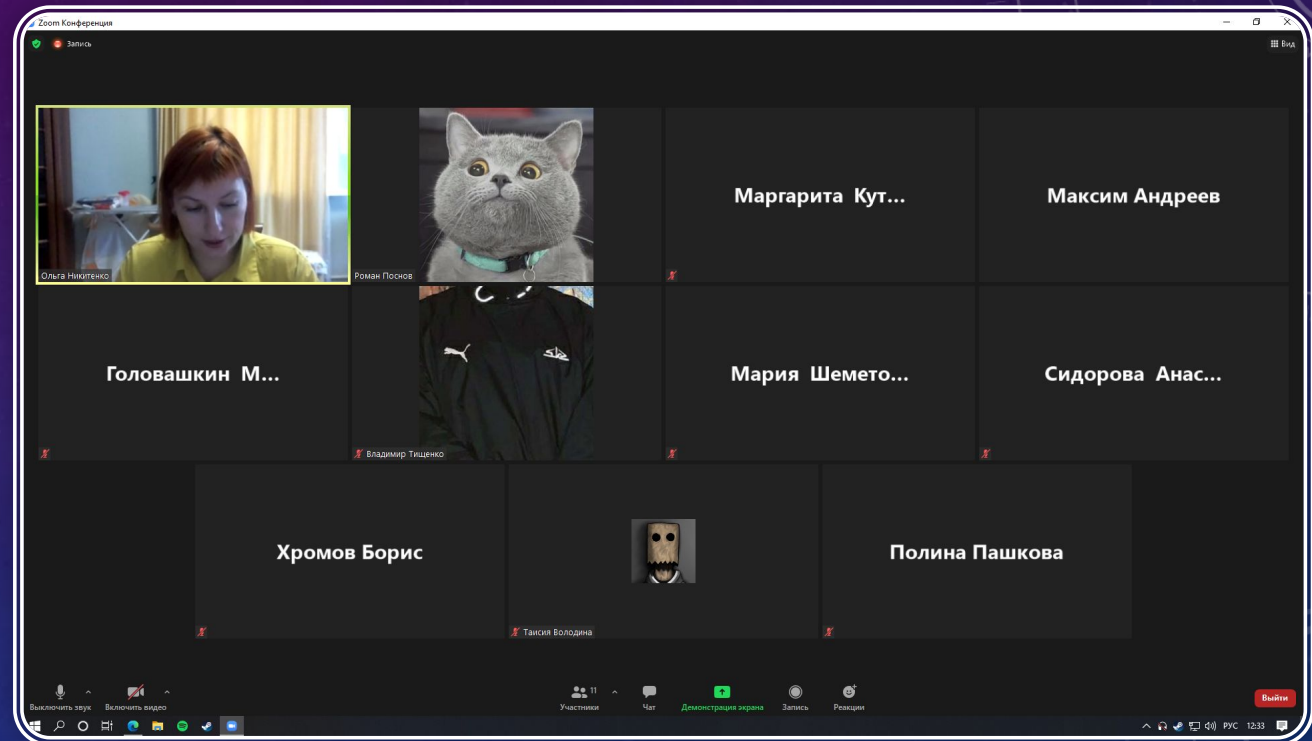 Zoom Конференция
Запись
Вид
Ольга Никитенко
Роман Поснов
Маргарита Кут...
Максим Андреев
Головашкин М...
Владимир Тищенко
Мария Шемето...
Сидорова Анас...
Хромов Борис
Таисия Володина
Полина Пашкова
Выключить звук
Включить видео
11
Участники
Чат
Демонстрация экрана
Запись
Реакции
Выйти
РУС
12:33